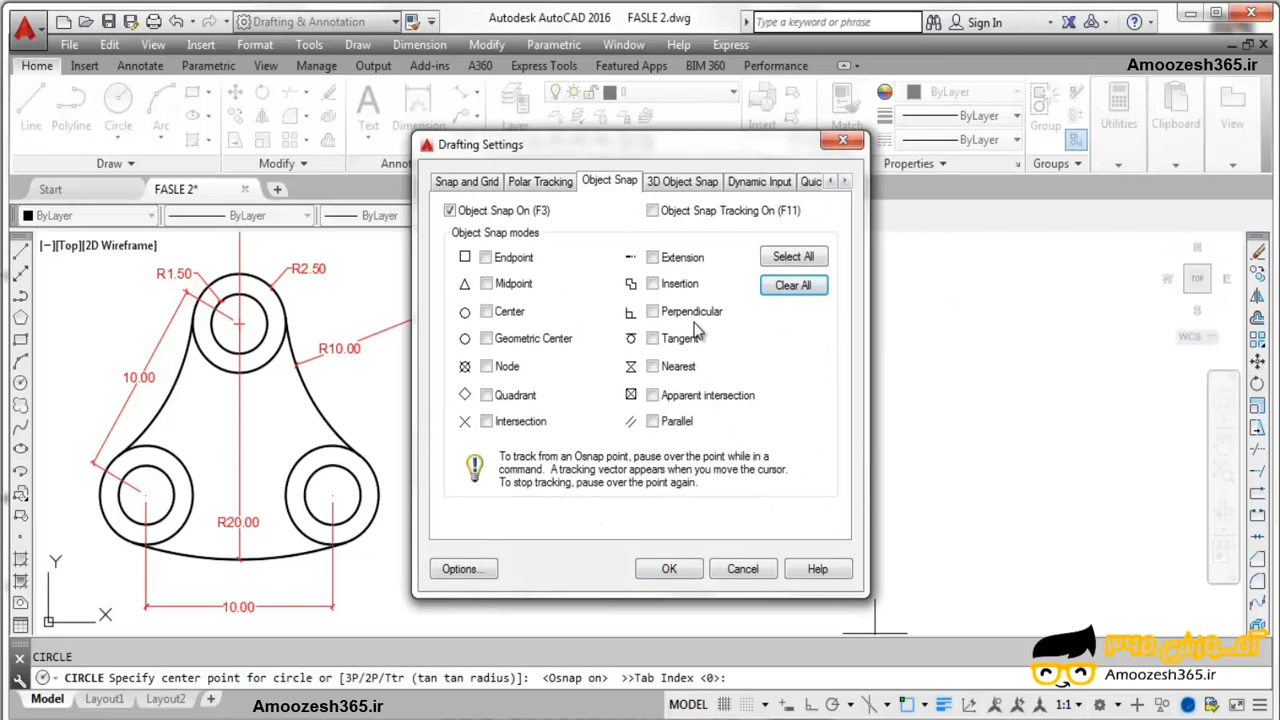 Drafting & Annotation
Autodesk AutoCAD 2016 FASLE 2.dwg
Type a keyword or phrase
Sign In
File Edit View Insert Format Tools Draw Dimension Modify Parametric Window Help Express
Home Insert Annotate Parametric View Manage Output Add-ins A360 Express Tools Featured Apps BIM 360 Performance
Amoozesh365.ir
Line Polyline Circle Arc
Text Dimension Layer
0
Insert Match
ByLayer
ByLayer
ByLayer
Group Utilities Clipboard View
Draw Modify Properties Groups
Start FASLE 2*
ByLayer ByLayer ByLayer
[−][Top][2D Wireframe]
R1.50
R2.50
R10.00
10.00
R20.00
10.00
Y
X
Drafting Settings
Snap and Grid Polar Tracking Object Snap 3D Object Snap Dynamic Input Quic
Object Snap On (F3) Object Snap Tracking On (F11)
Object Snap modes
Endpoint Extension Select All
Midpoint Insertion Clear All
Center Perpendicular
Geometric Center Tangent
Node Nearest
Quadrant Apparent intersection
Intersection Parallel
To track from an Osnap point, pause over the point while in a
command. A tracking vector appears when you move the cursor.
To stop tracking, pause over the point again.
Options... OK Cancel Help
W TOP E
S
WCS
CIRCLE
CIRCLE Specify center point for circle or [3P/2P/Ttr (tan tan radius)]: <Osnap on> >>Tab Index <0>:
آموزش ۳۶۵
Amoozesh365.ir
Model Layout1 Layout2
Amoozesh365.ir
MODEL
1:1